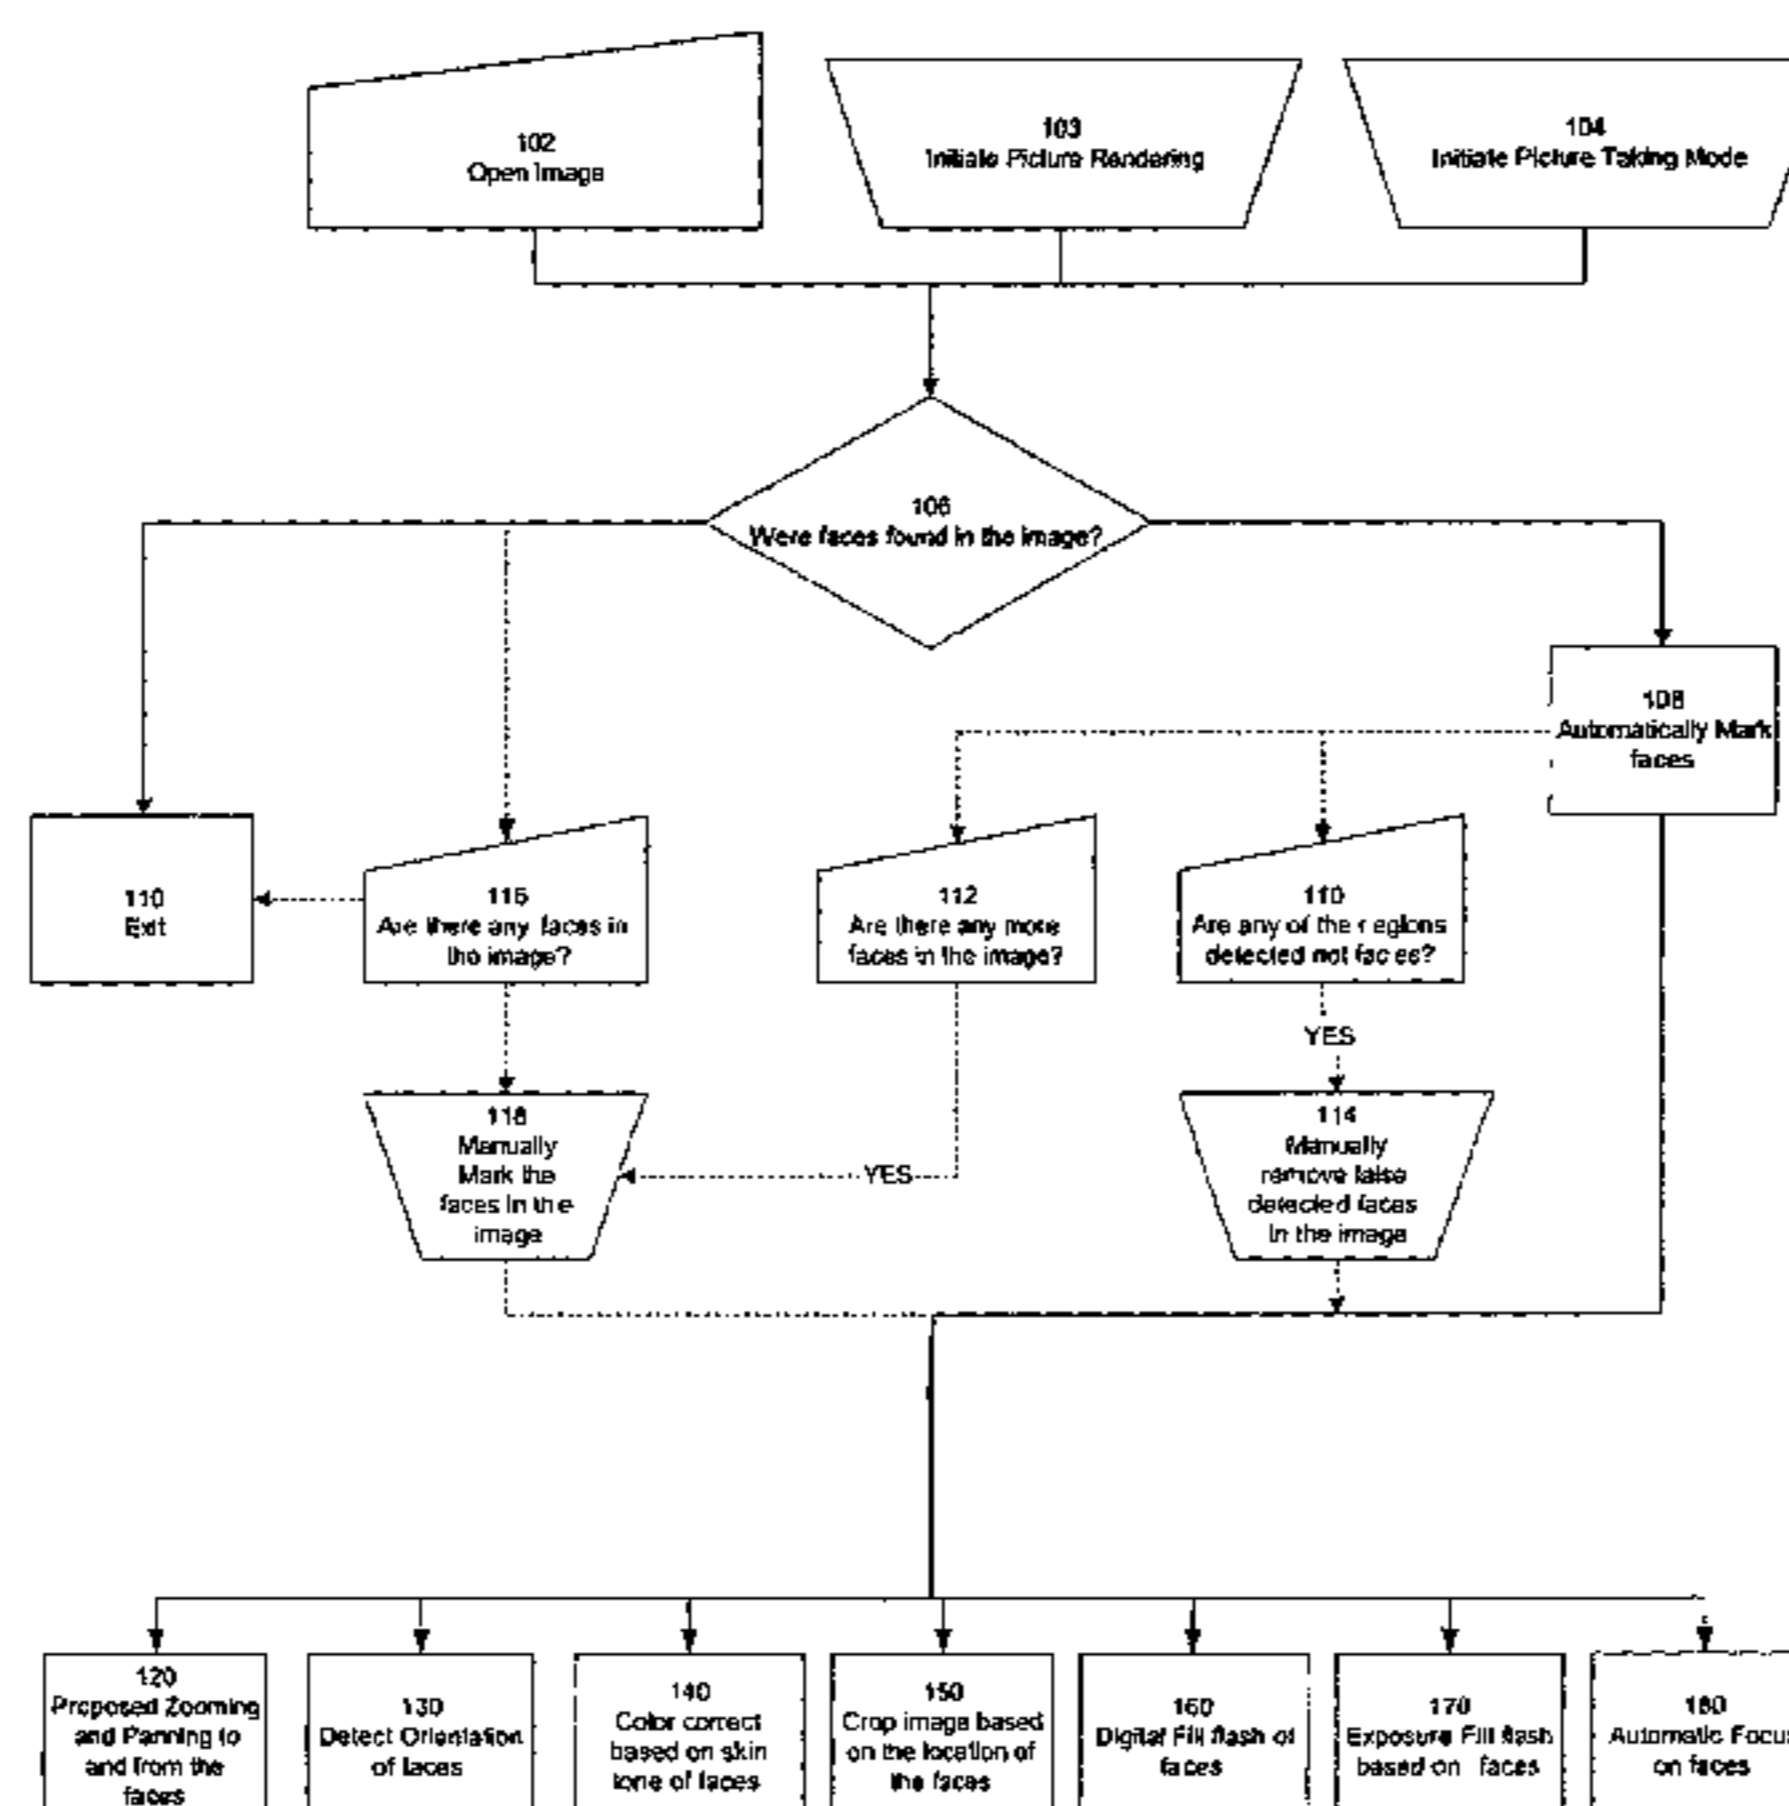 102
Open Image
103
Initiate Picture Rendering
104
Initiate Picture Taking Mode
106
Were faces found in the image?
108
Automatically Mark
faces
110
Exit
116
Are there any faces in
the image?
112
Are there any more
faces in the image?
110
Are any of the regions
detected not faces?
YES
118
Manually
Mark the
faces in the
image
YES
114
Manually
remove false
detected faces
in the image
120
Proposed Zooming
and Panning to
and from the
faces
130
Detect Orientation
of faces
140
Color correct
based on skin
tone of faces
150
Crop image based
on the location of
the faces
160
Digital Fill flash of
faces
170
Exposure Fill flash
based on faces
180
Automatic Focus
on faces